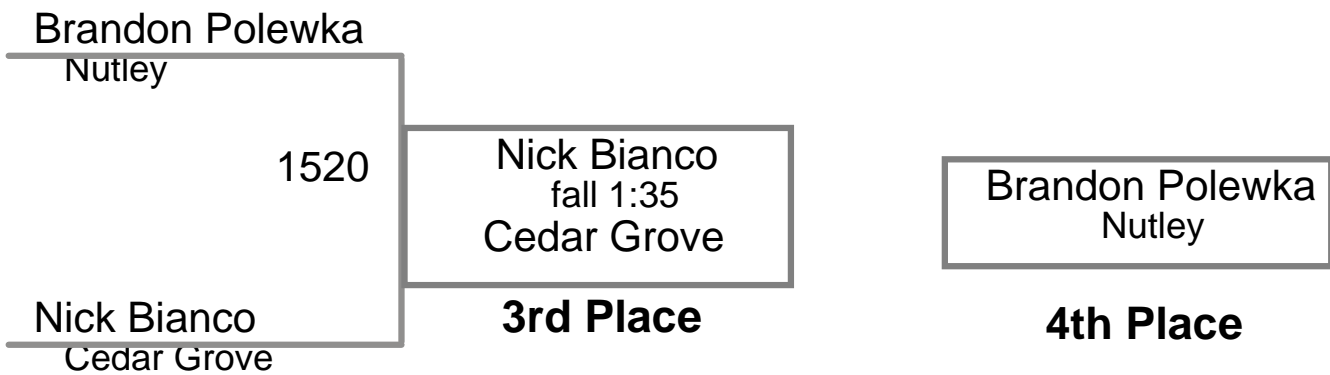 Brandon Polewka
Nutley
1520
Nick Bianco
fall 1:35
Cedar Grove
3rd Place
Nick Bianco
Cedar Grove
Brandon Polewka
Nutley
4th Place